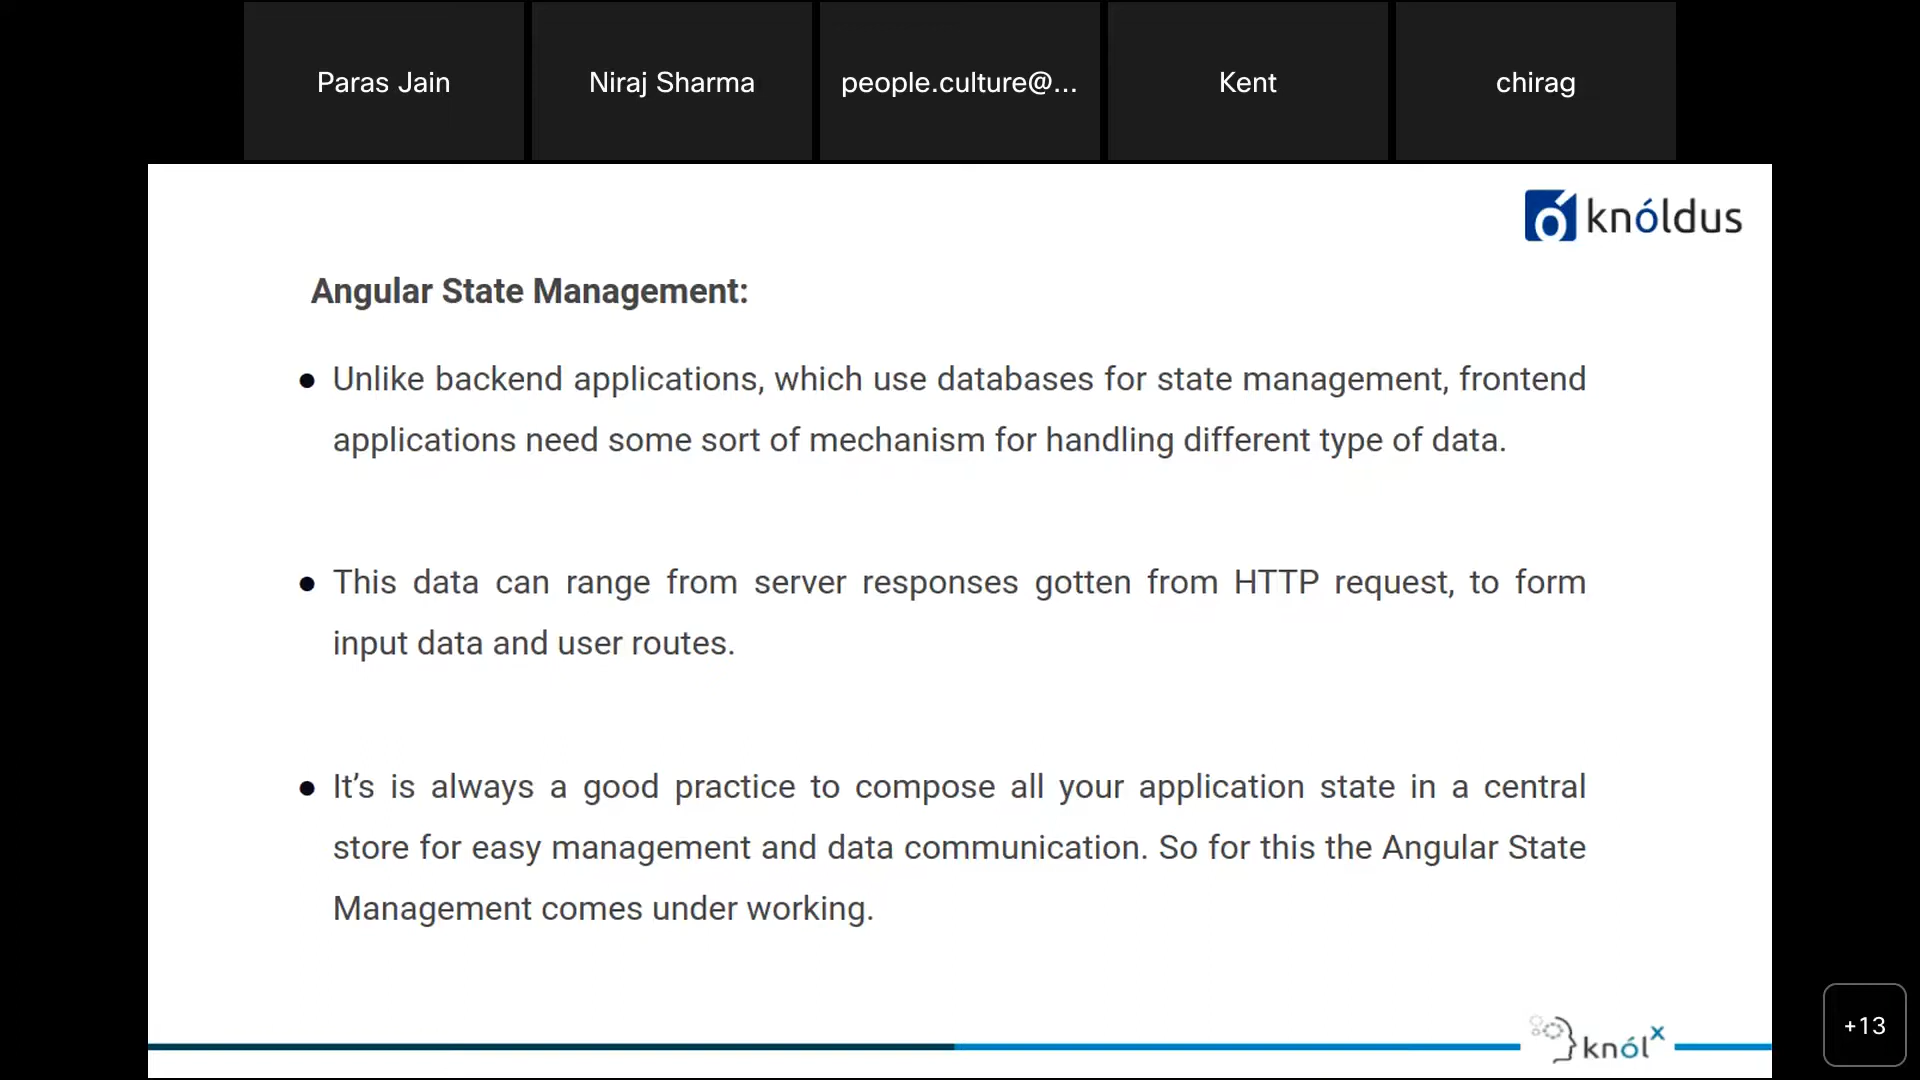 Paras Jain
Niraj Sharma
people.culture@...
Kent
chirag
knóldus
Angular State Management:
● Unlike backend applications, which use databases for state management, frontend
applications need some sort of mechanism for handling different type of data.
● This data can range from server responses gotten from HTTP request, to form
input data and user routes.
● It’s is always a good practice to compose all your application state in a central
store for easy management and data communication. So for this the Angular State
Management comes under working.
knólx
+13